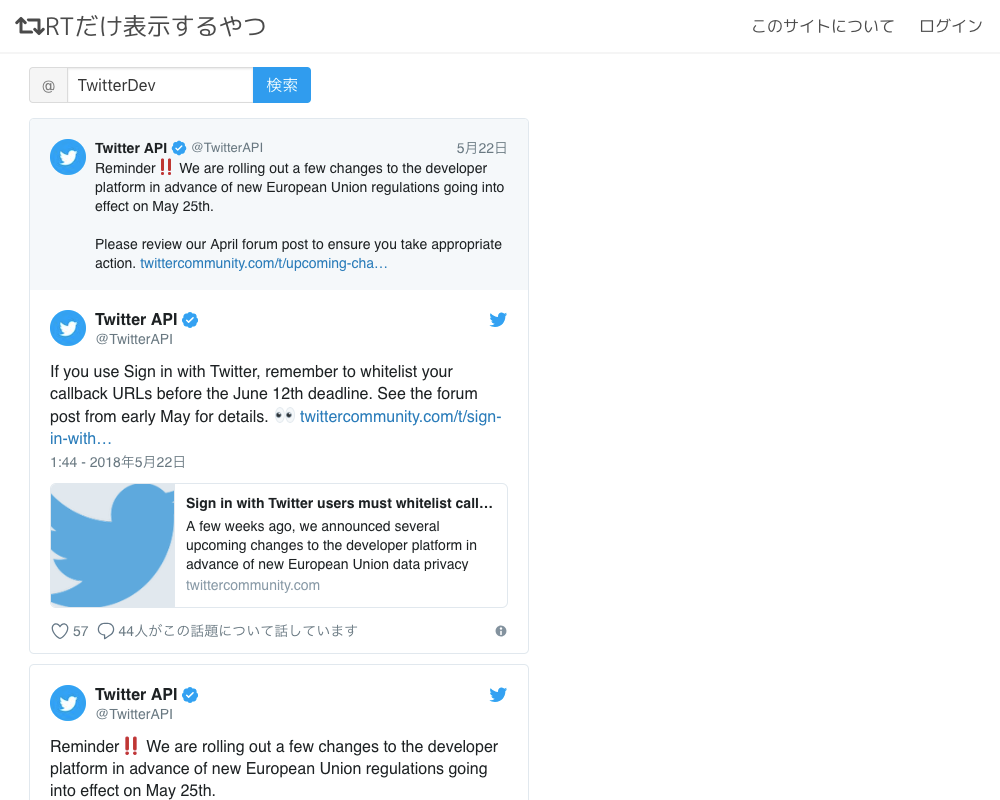 RTだけ表示するやつ
このサイトについて ログイン
@ TwitterDev 検索
Twitter API @TwitterAPI 5月22日
Reminder‼️ We are rolling out a few changes to the developer
platform in advance of new European Union regulations going into
effect on May 25th.
Please review our April forum post to ensure you take appropriate
action. twittercommunity.com/t/upcoming-cha…
Twitter API
@TwitterAPI
If you use Sign in with Twitter, remember to whitelist your
callback URLs before the June 12th deadline. See the forum
post from early May for details. 👀 twittercommunity.com/t/sign-
in-with…
1:44 - 2018年5月22日
Sign in with Twitter users must whitelist call…
A few weeks ago, we announced several
upcoming changes to the developer platform in
advance of new European Union data privacy
twittercommunity.com
57 44人がこの話題について話しています
Twitter API
@TwitterAPI
Reminder‼️ We are rolling out a few changes to the developer
platform in advance of new European Union regulations going
into effect on May 25th.